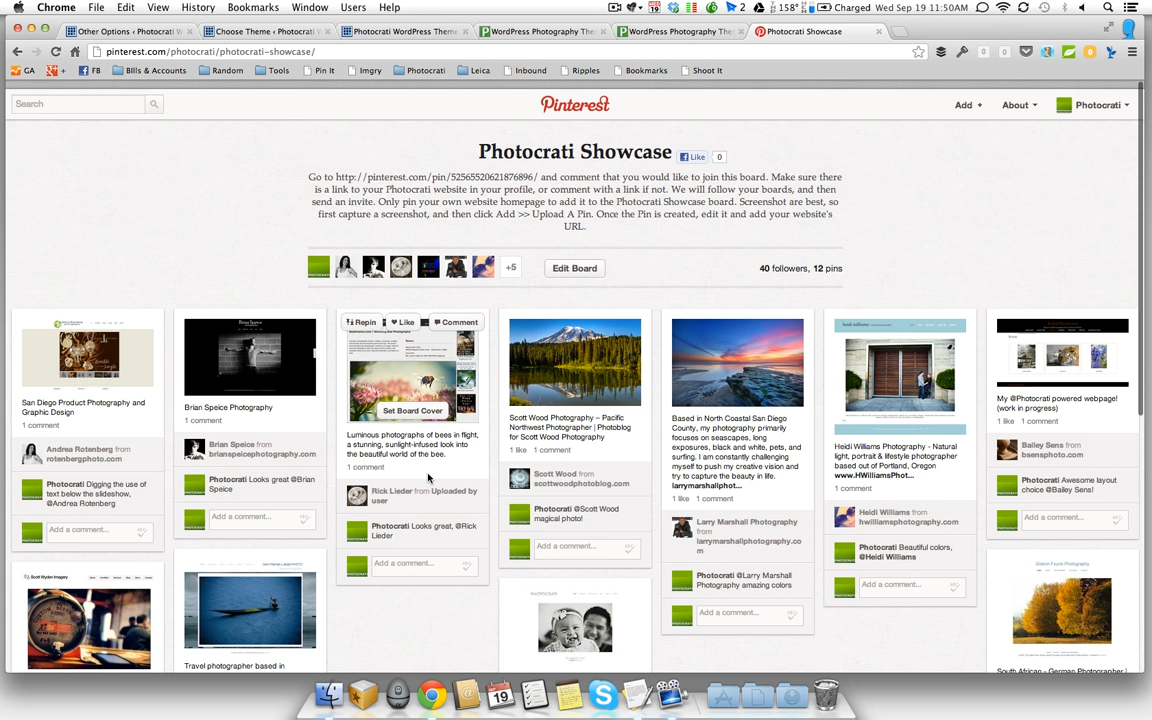 Chrome File Edit View History Bookmarks Window Users Help
2 158° Charged Wed Sep 19 11:50AM
Other Options ‹ Photocrati W
Choose Theme ‹ Photocrati
Photocrati WordPress Theme
WordPress Photography The
WordPress Photography The
Photocrati Showcase
pinterest.com/photocrati/photocrati-showcase/
GA
FB
BIlls & Accounts
Random
Tools
Pin It
Imgry
Photocrati
Leica
Inbound
Ripples
Bookmarks
Shoot It
Search
Pinterest
Add +
About
Photocrati
Photocrati Showcase
Like
0
Go to http://pinterest.com/pin/52565520621876896/ and comment that you would like to join this board. Make sure there
is a link to your Photocrati website in your profile, or comment with a link if not. We will follow your boards, and then
send an invite. Only pin your own website homepage to add it to the Photocrati Showcase board. Screenshot are best, so
first capture a screenshot, and then click Add >> Upload A Pin. Once the Pin is created, edit it and add your website's
URL.
+5
Edit Board
40 followers, 12 pins
San Diego Product Photography and
Graphic Design
1 comment
Andrea Rotenberg from
rotenbergphoto.com
Photocrati Digging the use of
text below the slideshow,
@Andrea Rotenberg
Add a comment...
Brian Speice Photography
1 comment
Brian Speice from
brianspeicephotography.com
Photocrati Looks great @Brian
Speice
Add a comment...
Repin
Like
Comment
Set Board Cover
Luminous photographs of bees in flight,
a stunning, sunlight-infused look into
the beautiful world of the bee.
1 comment
Rick Lieder from Uploaded by
user
Photocrati Looks great, @Rick
Lieder
Add a comment...
Scott Wood Photography – Pacific
Northwest Photographer | Photoblog
for Scott Wood Photography
1 like 1 comment
Scott Wood from
scottwoodphotoblog.com
Photocrati @Scott Wood
magical photo!
Add a comment...
Based in North Coastal San Diego
County, my photography primarily
focuses on seascapes, long
exposures, black and white, pets, and
surfing. I am constantly challenging
myself to push my creative vision and
try to capture the beauty in life.
larrymarshallphot...
1 like 1 comment
Larry Marshall Photography
from
larrymarshallphotography.co
m
Photocrati @Larry Marshall
Photography amazing colors
Add a comment...
heidi williams
Heidi Williams Photography - Natural
light, portrait & lifestyle photographer
based out of Portland, Oregon
www.HWilliamsPhot...
1 comment
Heidi Williams from
hwilliamsphotography.com
Photocrati Beautiful colors,
@Heidi Williams
Add a comment...
My @Photocrati powered webpage!
(work in progress)
1 like 1 comment
Bailey Sens from
bsensphoto.com
Photocrati Awesome layout
choice @Bailey Sens!
Add a comment...
Scott Wyden Imagery
Travel photographer based in
South African - German Photographer |
19